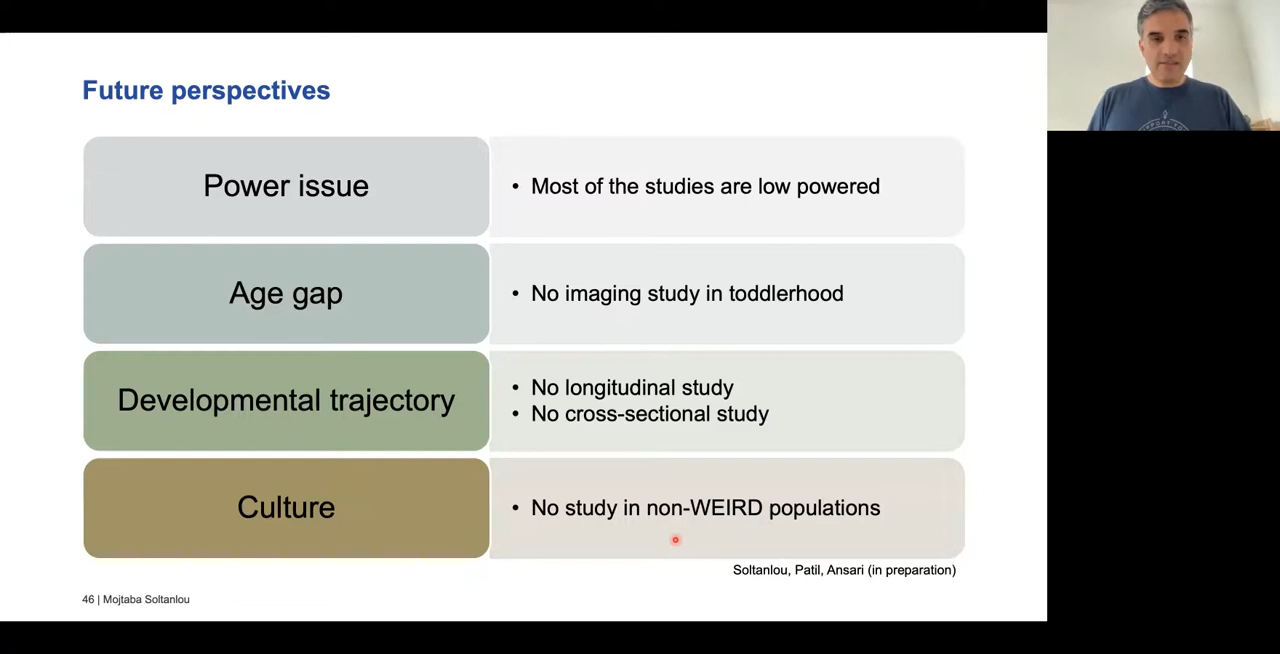 Future perspectives
Power issue
• Most of the studies are low powered
Age gap
• No imaging study in toddlerhood
Developmental trajectory
• No longitudinal study
• No cross-sectional study
Culture
• No study in non-WEIRD populations
Soltanlou, Patil, Ansari (in preparation)
46 | Mojtaba Soltanlou